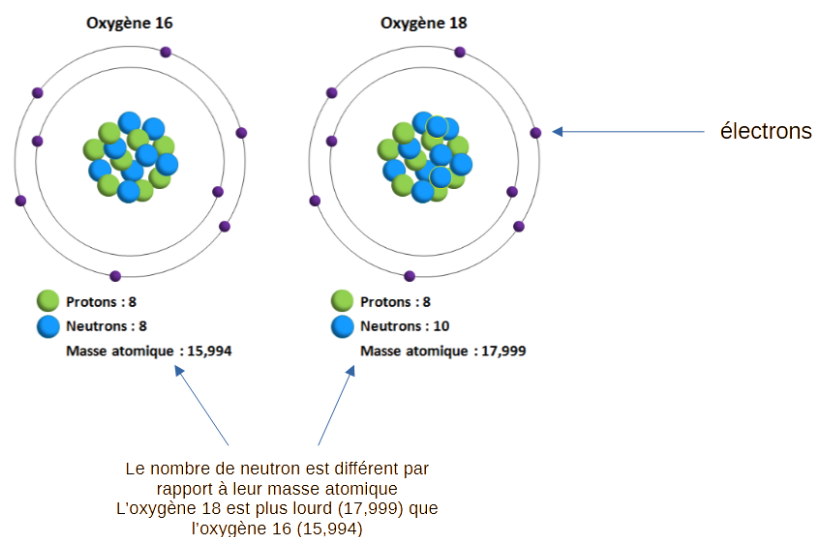 Oxygène 16
Oxygène 18
électrons
Protons : 8
Neutrons : 8
Masse atomique : 15,994
Protons : 8
Neutrons : 10
Masse atomique : 17,999
Le nombre de neutron est différent par
rapport à leur masse atomique
L'oxygène 18 est plus lourd (17,999) que
l'oxygène 16 (15,994)